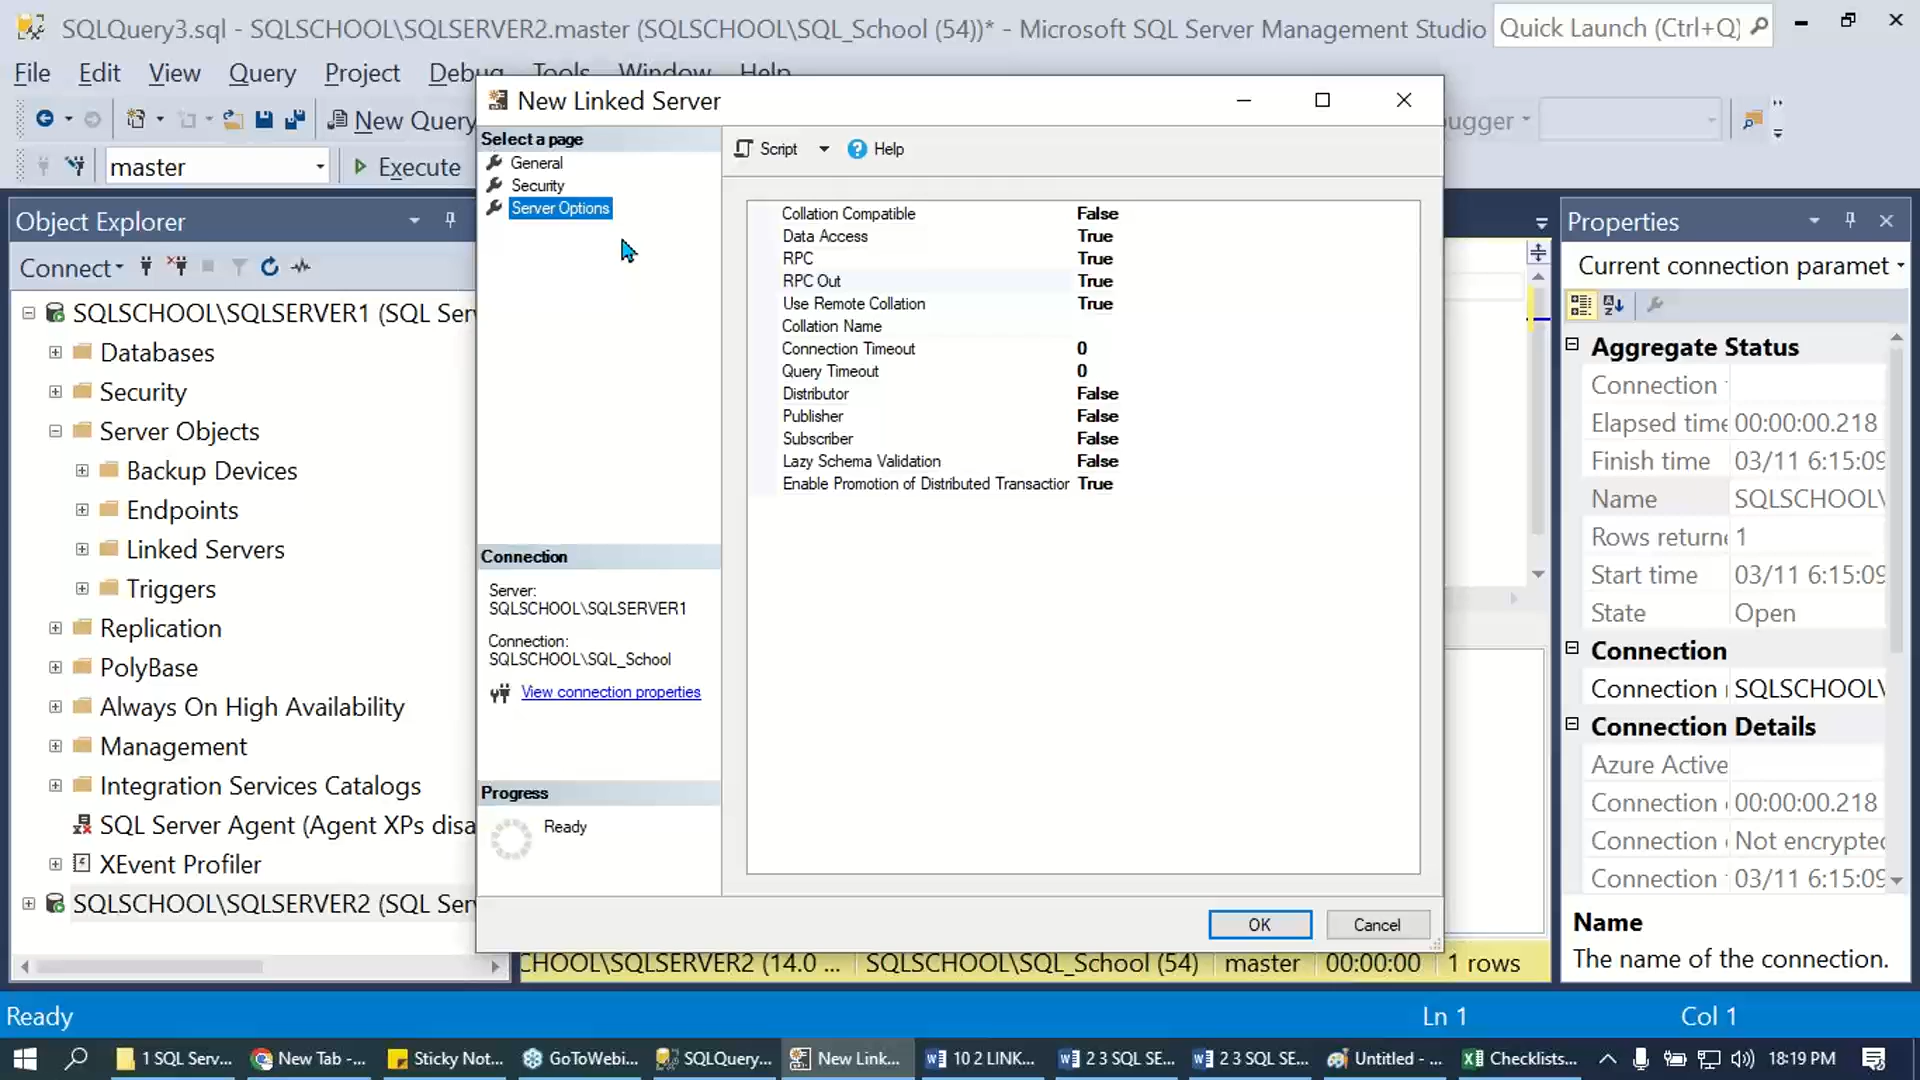 SQLQuery3.sql - SQLSCHOOL\SQLSERVER2.master (SQLSCHOOL\SQL_School (54))* - Microsoft SQL Server Management Studio
Quick Launch (Ctrl+Q)
File Edit View Query Project Debug Tools Window Help
New Query
master
Execute
Object Explorer
Connect
SQLSCHOOL\SQLSERVER1 (SQL Ser
Databases
Security
Server Objects
Backup Devices
Endpoints
Linked Servers
Triggers
Replication
PolyBase
Always On High Availability
Management
Integration Services Catalogs
SQL Server Agent (Agent XPs disa
XEvent Profiler
SQLSCHOOL\SQLSERVER2 (SQL Ser
New Linked Server
Select a page
General
Security
Server Options
Script Help
Collation Compatible False
Data Access True
RPC True
RPC Out True
Use Remote Collation True
Collation Name
Connection Timeout 0
Query Timeout 0
Distributor False
Publisher False
Subscriber False
Lazy Schema Validation False
Enable Promotion of Distributed Transaction True
Connection
Server:
SQLSCHOOL\SQLSERVER1
Connection:
SQLSCHOOL\SQL_School
View connection properties
Progress
Ready
OK Cancel
CHOOL\SQLSERVER2 (14.0 ... SQLSCHOOL\SQL_School (54) master 00:00:00 1 rows
ugger
Properties
Current connection paramet
Aggregate Status
Connection
Elapsed time 00:00:00.218
Finish time 03/11 6:15:09
Name SQLSCHOOL\
Rows returne 1
Start time 03/11 6:15:09
State Open
Connection
Connection SQLSCHOOL\
Connection Details
Azure Active
Connection 00:00:00.218
Connection Not encrypted
Connection 03/11 6:15:09
Name
The name of the connection.
Ready Ln 1 Col 1
1 SQL Serv... New Tab -... Sticky Not... GoToWebi... SQLQuery... New Link... 10 2 LINK... 2 3 SQL SE... 2 3 SQL SE... Untitled - ... Checklists... 18:19 PM